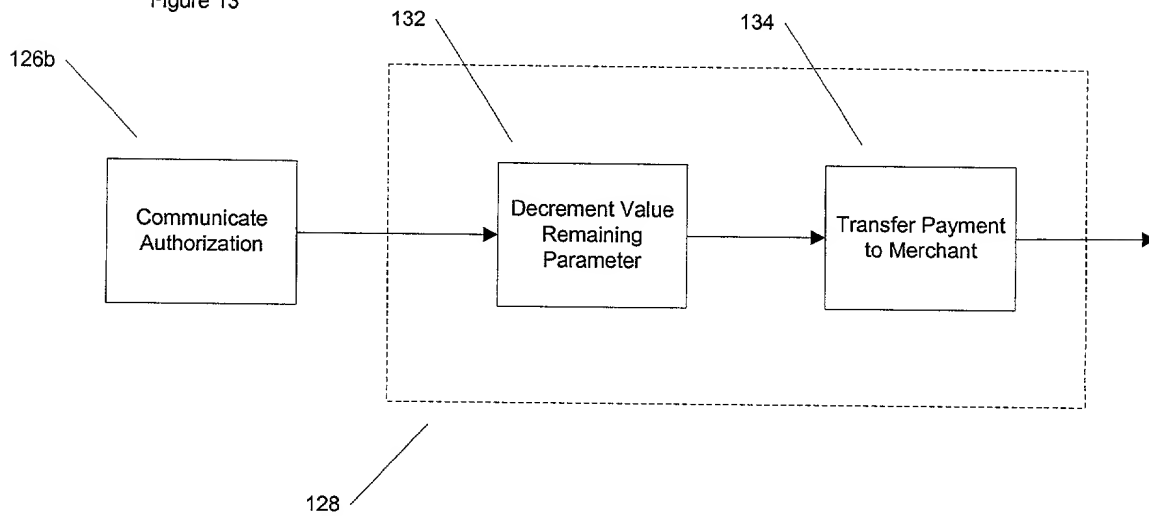 Figure 13
132
134
126b
Communicate
Authorization
Decrement Value
Remaining
Parameter
Transfer Payment
to Merchant
128